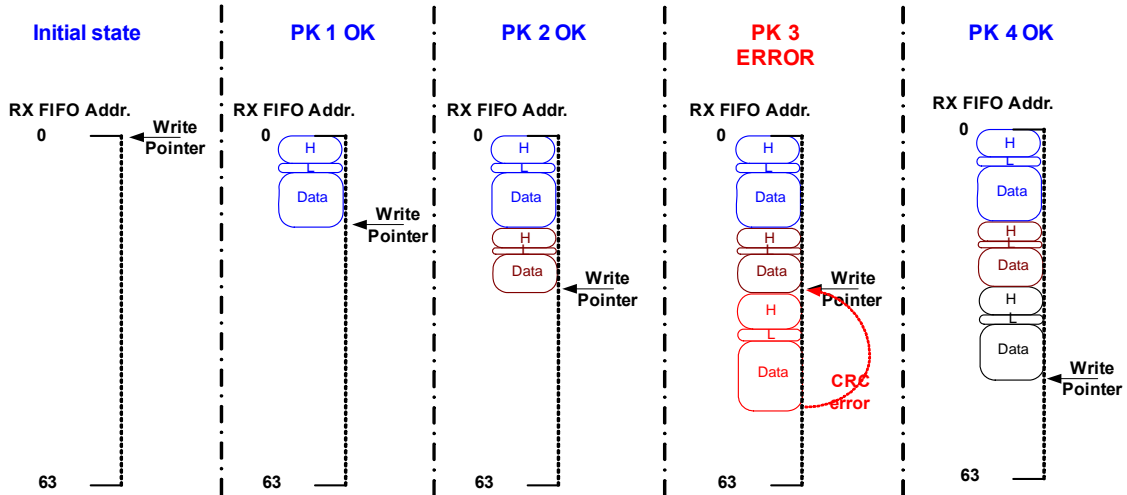 Initial state
RX FIFO Addr.
0
Write
Pointer
63
PK 1 OK
RX FIFO Addr.
0
H
L
Data
Write
Pointer
63
PK 2 OK
RX FIFO Addr.
0
H
L
Data
H
L
Data
Write
Pointer
63
PK 3
ERROR
RX FIFO Addr.
0
H
L
Data
H
L
Data
Write
Pointer
H
L
Data
CRC
error
63
PK 4 OK
RX FIFO Addr.
0
H
L
Data
H
L
Data
H
L
Data
Write
Pointer
63